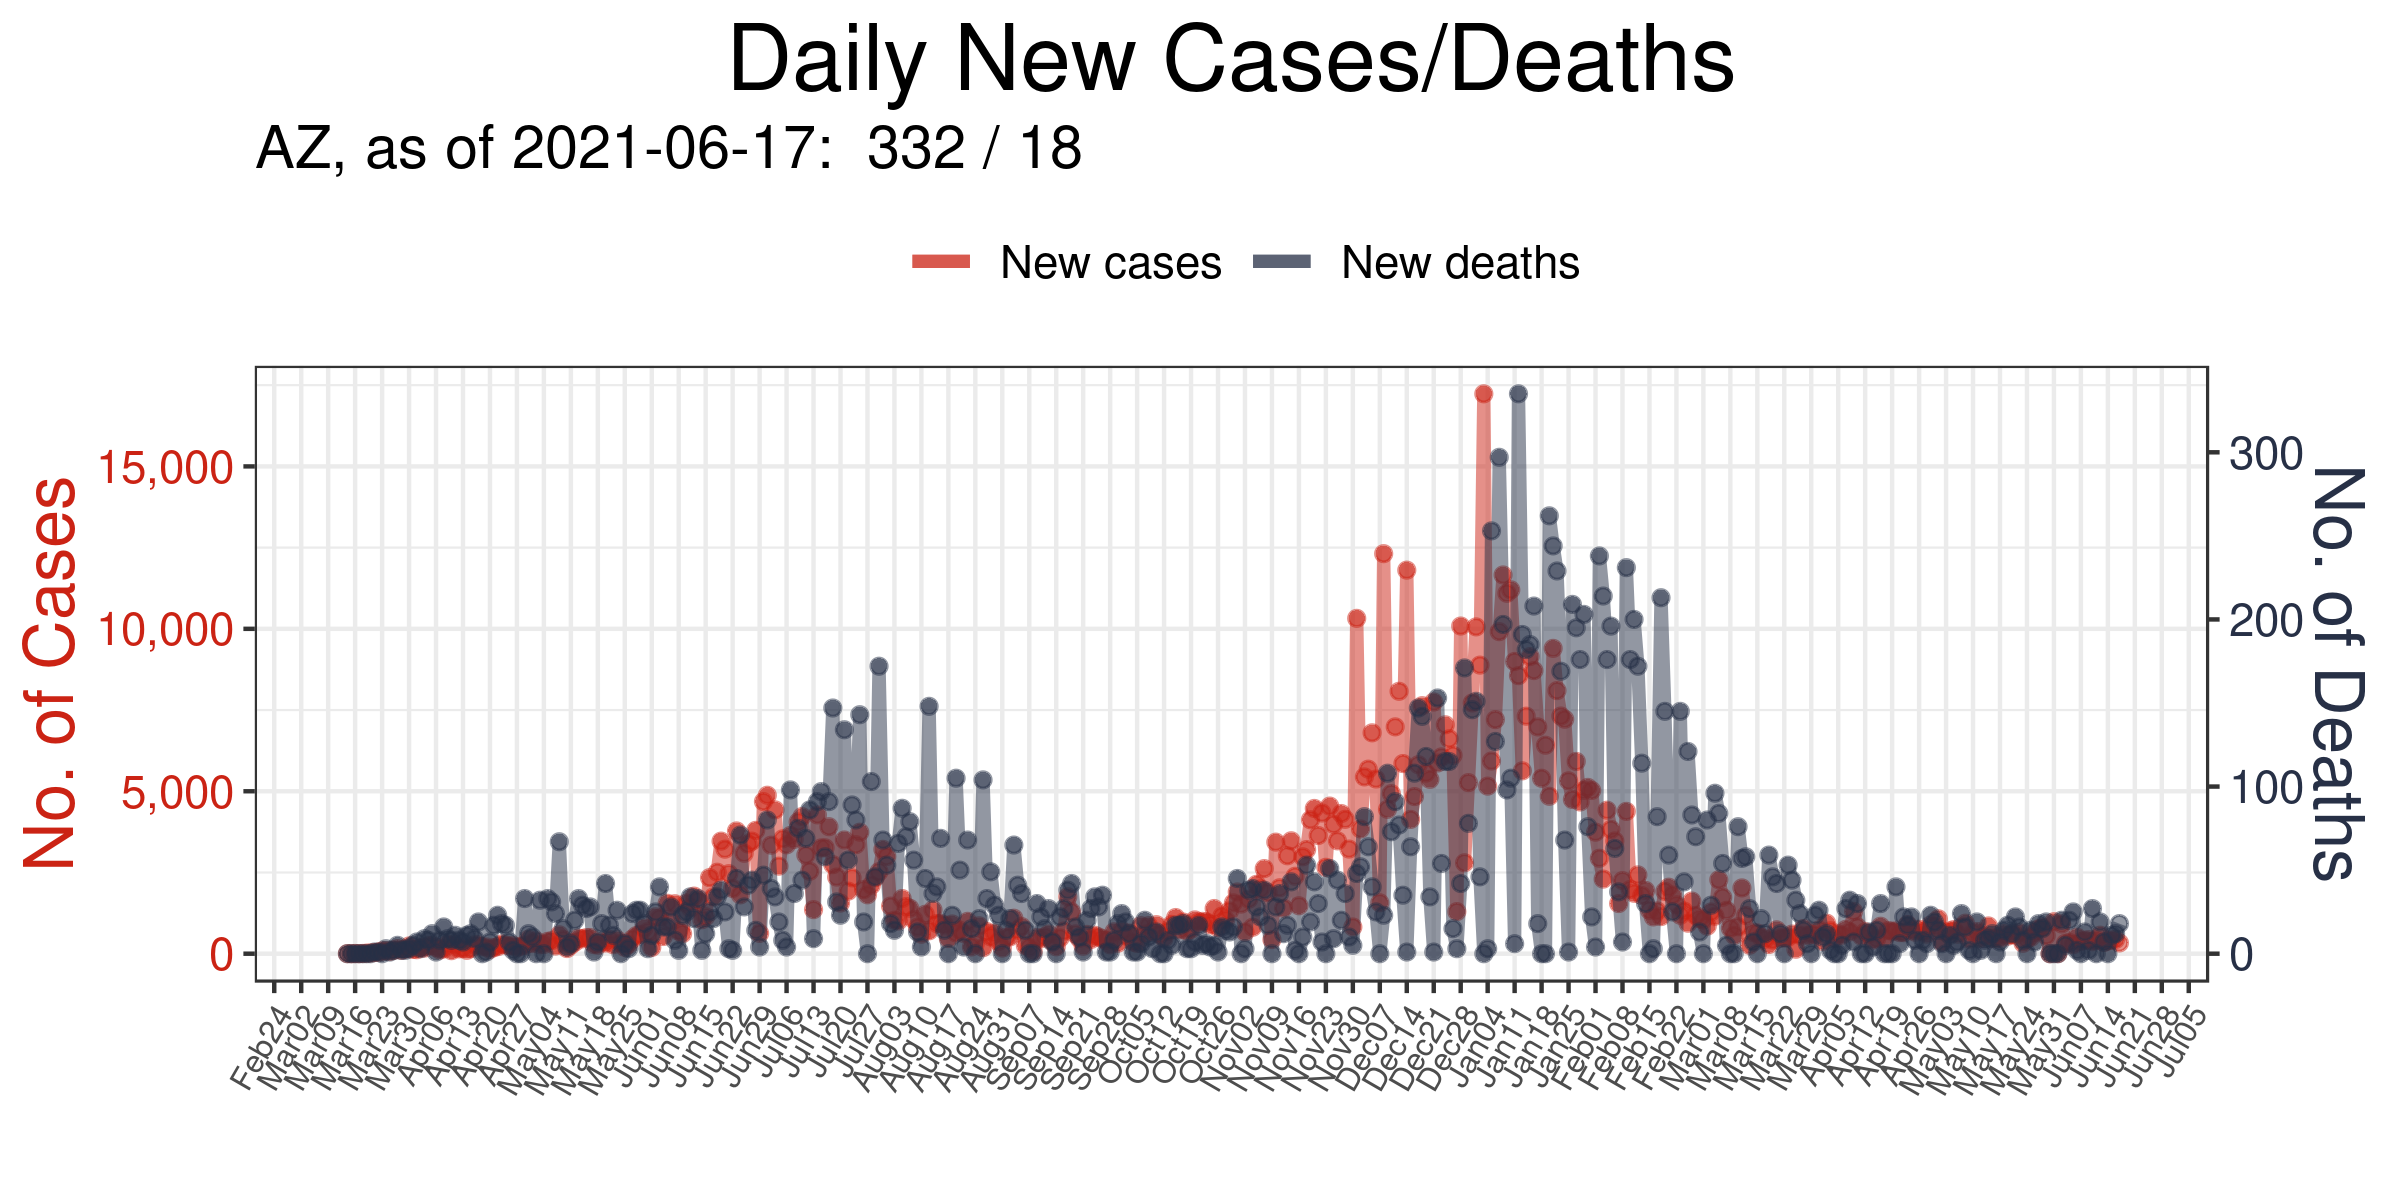 Daily New Cases/Deaths
AZ, as of 2021-06-17:  332 / 18
New cases
New deaths
No. of Cases
15,000
10,000
5,000
0
300
200
100
0
No. of Deaths
Feb24
Mar02
Mar09
Mar16
Mar23
Mar30
Apr06
Apr13
Apr20
Apr27
May04
May11
May18
May25
Jun01
Jun08
Jun15
Jun22
Jun29
Jul06
Jul13
Jul20
Jul27
Aug03
Aug10
Aug17
Aug24
Aug31
Sep07
Sep14
Sep21
Sep28
Oct05
Oct12
Oct19
Oct26
Nov02
Nov09
Nov16
Nov23
Nov30
Dec07
Dec14
Dec21
Dec28
Jan04
Jan11
Jan18
Jan25
Feb01
Feb08
Feb15
Feb22
Mar01
Mar08
Mar15
Mar22
Mar29
Apr05
Apr12
Apr19
Apr26
May03
May10
May17
May24
May31
Jun07
Jun14
Jun21
Jun28
Jul05